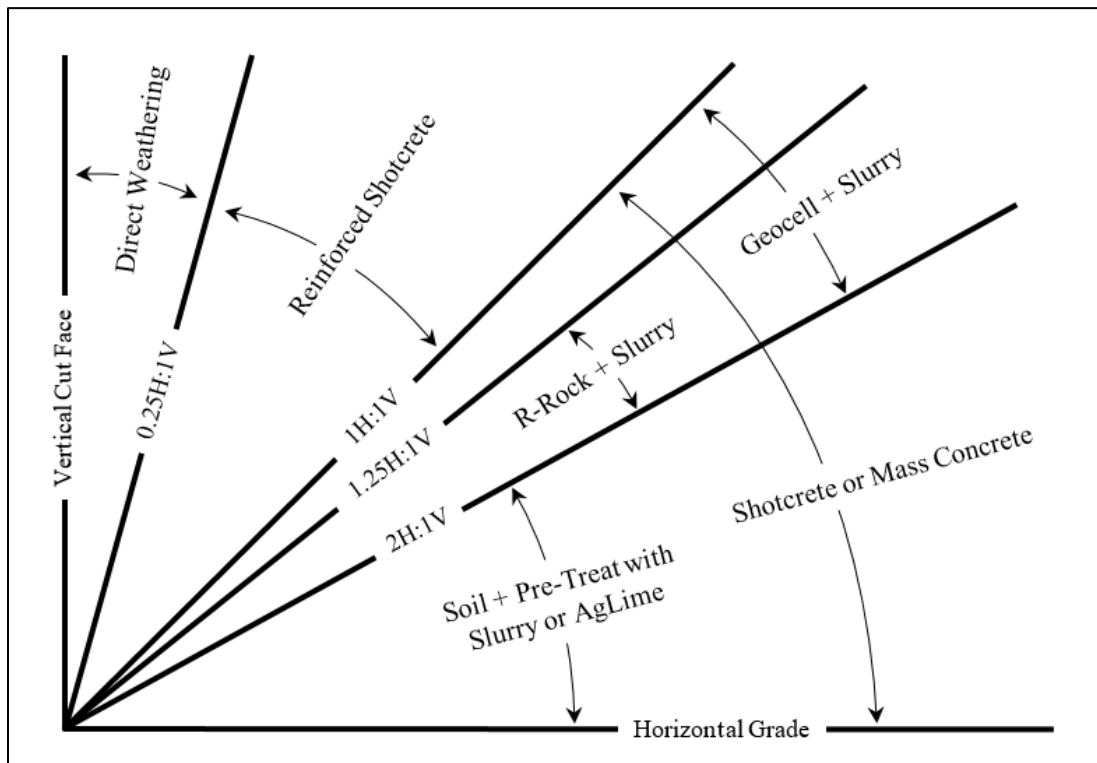 Direct Weathering
Reinforced Shotcrete
Geocell + Slurry
Vertical Cut Face
0.25H:1V
1H:1V
1.25H:1V
R-Rock + Slurry
2H:1V
Shotcrete or Mass Concrete
Soil + Pre-Treat with
Slurry or AgLime
Horizontal Grade